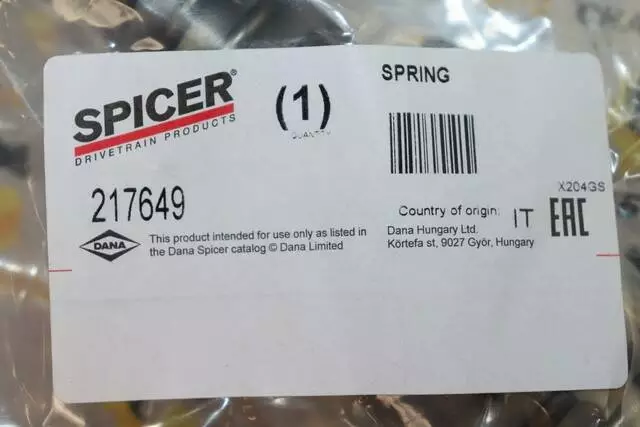 SPICER®
DRIVETRAIN PRODUCTS
(1)
QUANTITY
SPRING
217649
X204GS
Country of origin: IT
EAC
DANA
This product intended for use only as listed in
the Dana Spicer catalog © Dana Limited
Dana Hungary Ltd.
Körtefa st, 9027 Győr, Hungary